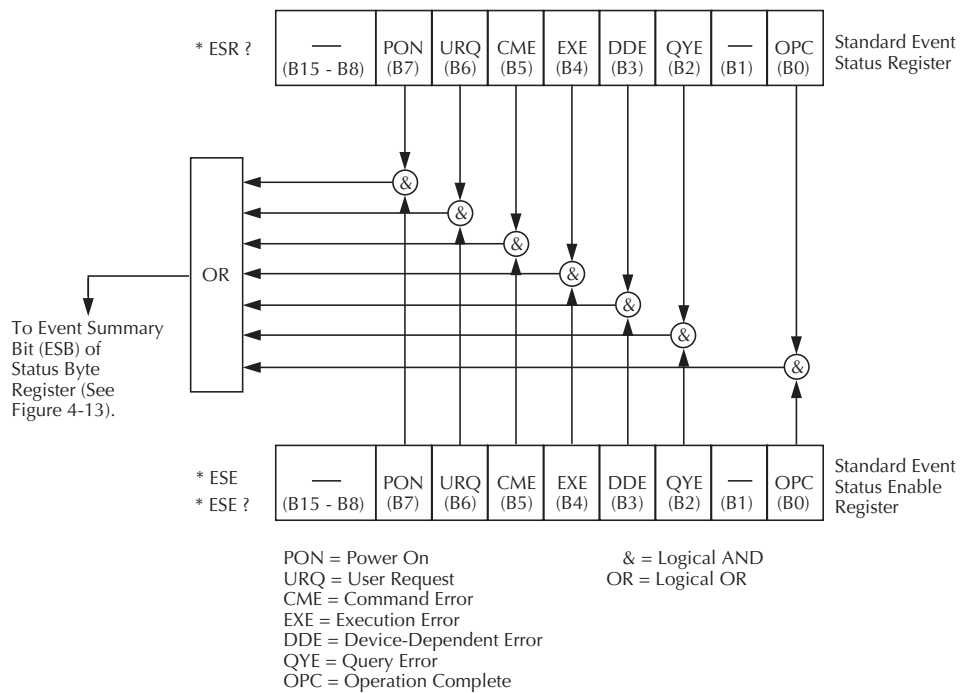 * ESR ?
—
(B15 - B8)
PON
(B7)
URQ
(B6)
CME
(B5)
EXE
(B4)
DDE
(B3)
QYE
(B2)
—
(B1)
OPC
(B0)
Standard Event
Status Register
&
&
&
&
&
&
&
OR
To Event Summary
Bit (ESB) of
Status Byte
Register (See
Figure 4-13).
* ESE
* ESE ?
—
(B15 - B8)
PON
(B7)
URQ
(B6)
CME
(B5)
EXE
(B4)
DDE
(B3)
QYE
(B2)
—
(B1)
OPC
(B0)
Standard Event
Status Enable
Register
PON = Power On
URQ = User Request
CME = Command Error
EXE = Execution Error
DDE = Device-Dependent Error
QYE = Query Error
OPC = Operation Complete
& = Logical AND
OR = Logical OR